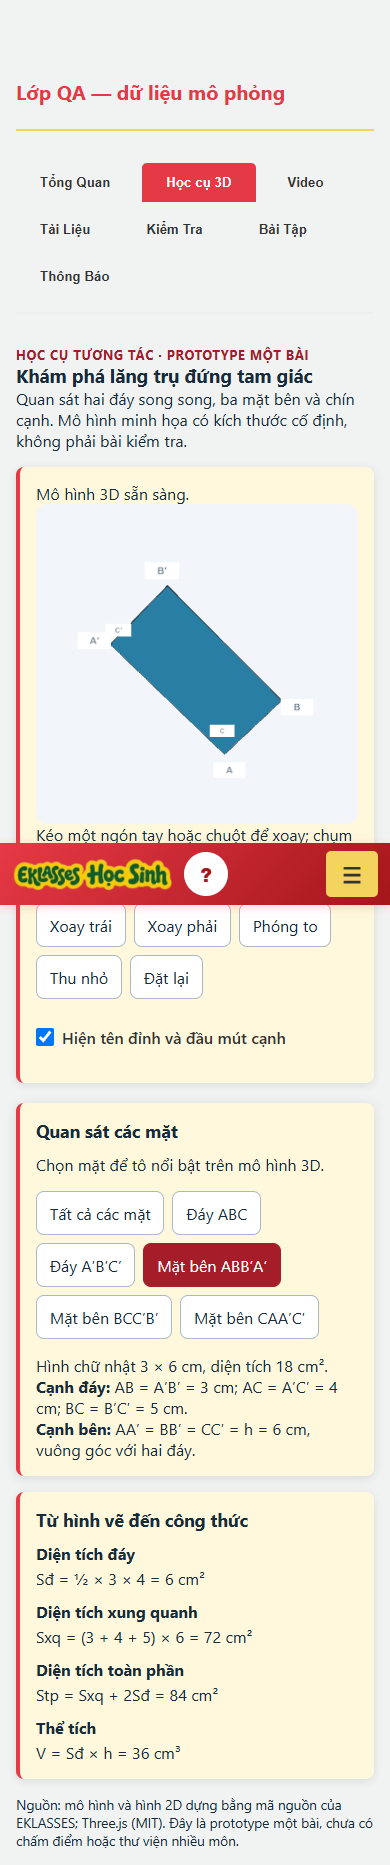 Lớp QA — dữ liệu mô phỏng
Tổng Quan
Học cụ 3D
Video
Tài Liệu
Kiểm Tra
Bài Tập
Thông Báo
HỌC CỤ TƯƠNG TÁC · PROTOTYPE MỘT BÀI
Khám phá lăng trụ đứng tam giác
Quan sát hai đáy song song, ba mặt bên và chín
cạnh. Mô hình minh họa có kích thước cố định,
không phải bài kiểm tra.
Mô hình 3D sẵn sàng.
B′
C′
A′
B
C
A
Kéo một ngón tay hoặc chuột để xoay; chụm
EKLASSES Học Sinh
?
☰
Xoay trái
Xoay phải
Phóng to
Thu nhỏ
Đặt lại
Hiện tên đỉnh và đầu mút cạnh
Quan sát các mặt
Chọn mặt để tô nổi bật trên mô hình 3D.
Tất cả các mặt
Đáy ABC
Đáy A′B′C′
Mặt bên ABB′A′
Mặt bên BCC′B′
Mặt bên CAA′C′
Hình chữ nhật 3 × 6 cm, diện tích 18 cm².
Cạnh đáy: AB = A′B′ = 3 cm; AC = A′C′ = 4
cm; BC = B′C′ = 5 cm.
Cạnh bên: AA′ = BB′ = CC′ = h = 6 cm,
vuông góc với hai đáy.
Từ hình vẽ đến công thức
Diện tích đáy
Sđ = ½ × 3 × 4 = 6 cm²
Diện tích xung quanh
Sxq = (3 + 4 + 5) × 6 = 72 cm²
Diện tích toàn phần
Stp = Sxq + 2Sđ = 84 cm²
Thể tích
V = Sđ × h = 36 cm³
Nguồn: mô hình và hình 2D dựng bằng mã nguồn của
EKLASSES; Three.js (MIT). Đây là prototype một bài, chưa có
chấm điểm hoặc thư viện nhiều môn.